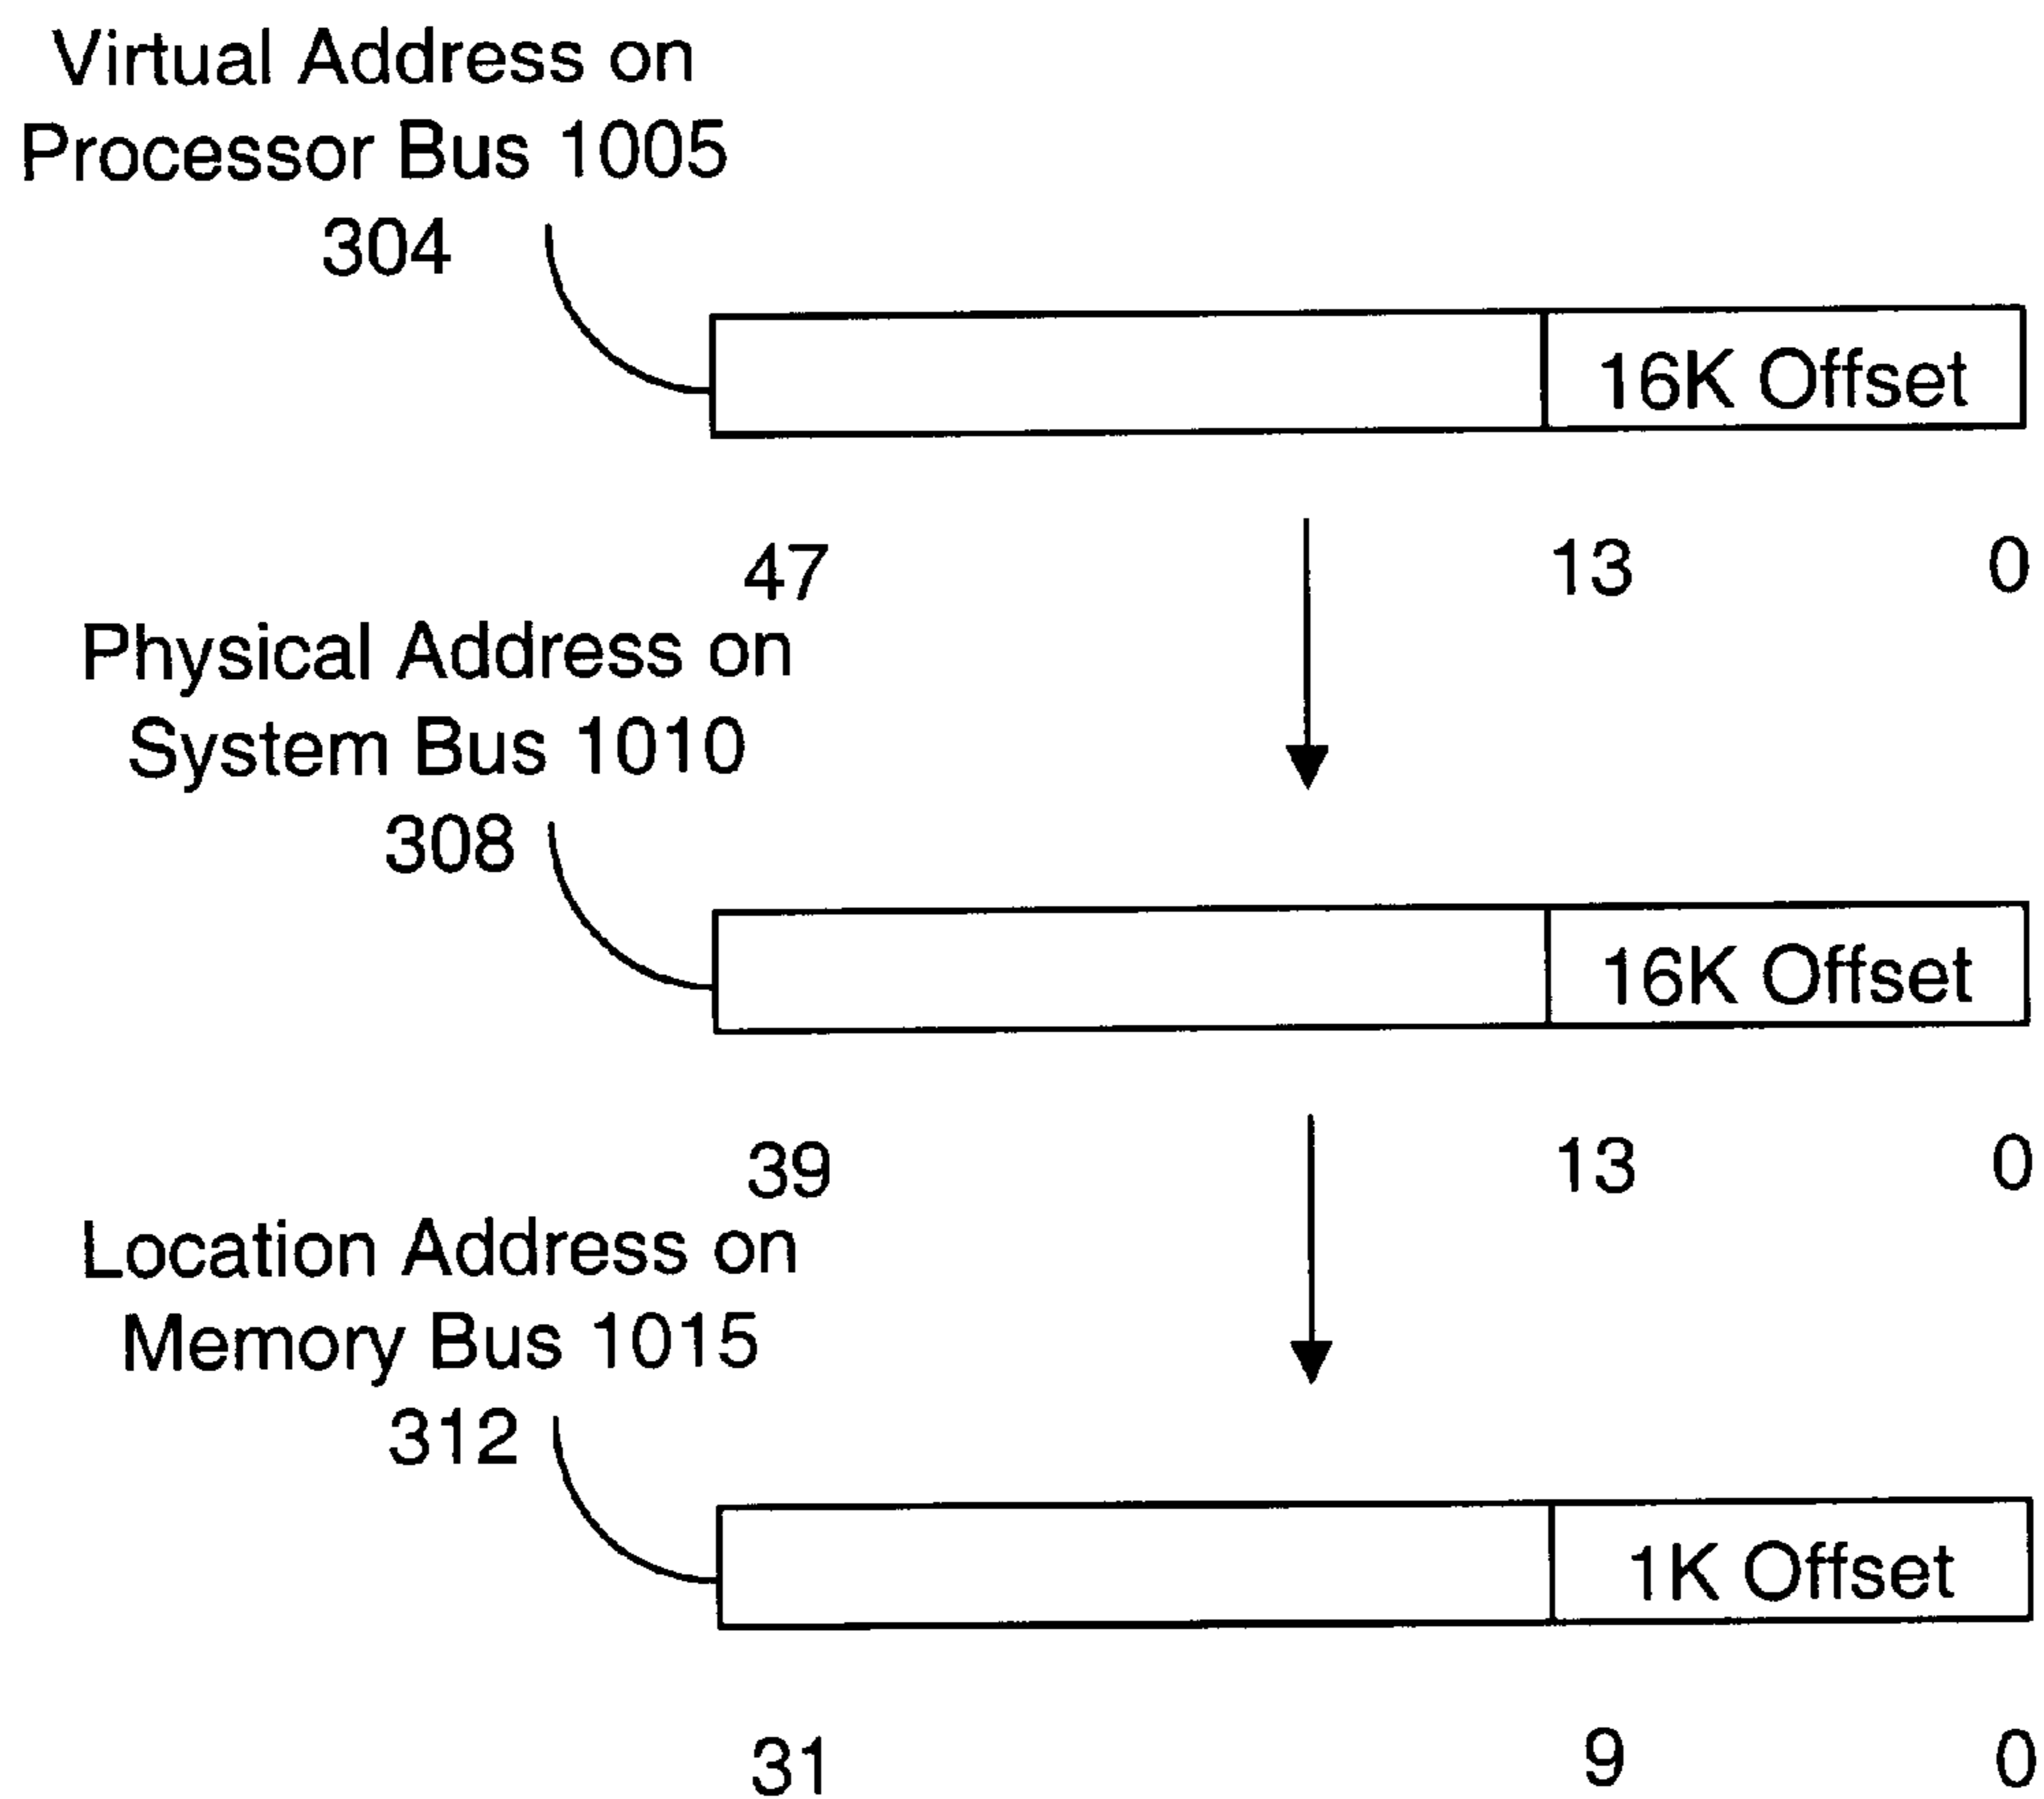 Virtual Address on
Processor Bus 1005
304
16K Offset
47 13 0
Physical Address on
System Bus 1010
308
16K Offset
39 13 0
Location Address on
Memory Bus 1015
312
1K Offset
31 9 0